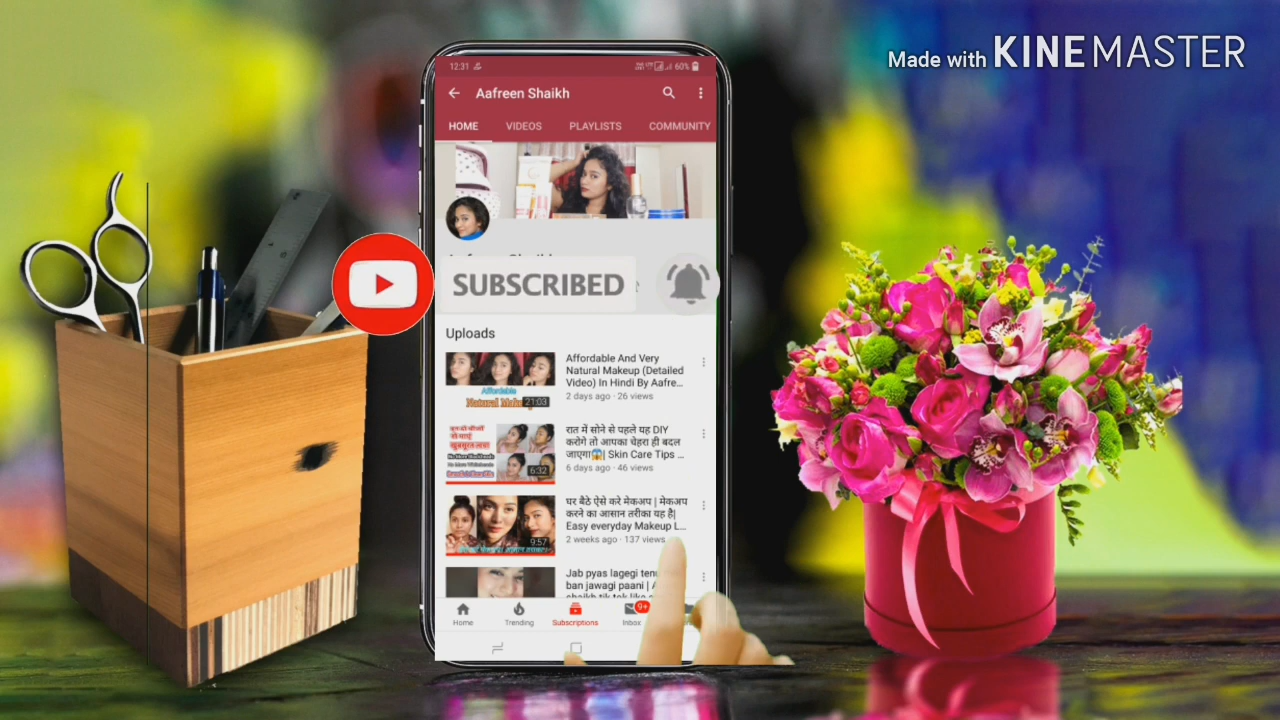 Made with KINEMASTER
12:31
60%
Aafreen Shaikh
HOME VIDEOS PLAYLISTS COMMUNITY
SUBSCRIBED
Uploads
Affordable And Very
Natural Makeup (Detailed
Video) In Hindi By Aafre...
2 days ago · 26 views
Affordable
21:03
रात में सोने से पहले यह DIY
करोगे तो आपका चेहरा ही बदल
जाएगा😱| Skin Care Tips ...
6 days ago · 46 views
6:32
घर बैठे ऐसे करे मेकअप | मेकअप
करने का आसान तरीका यह है|
Easy everyday Makeup L...
2 weeks ago · 137 views
9:57
Jab pyas lagegi
ban jawagi paani |
Home Trending Subscriptions Inbox
9+